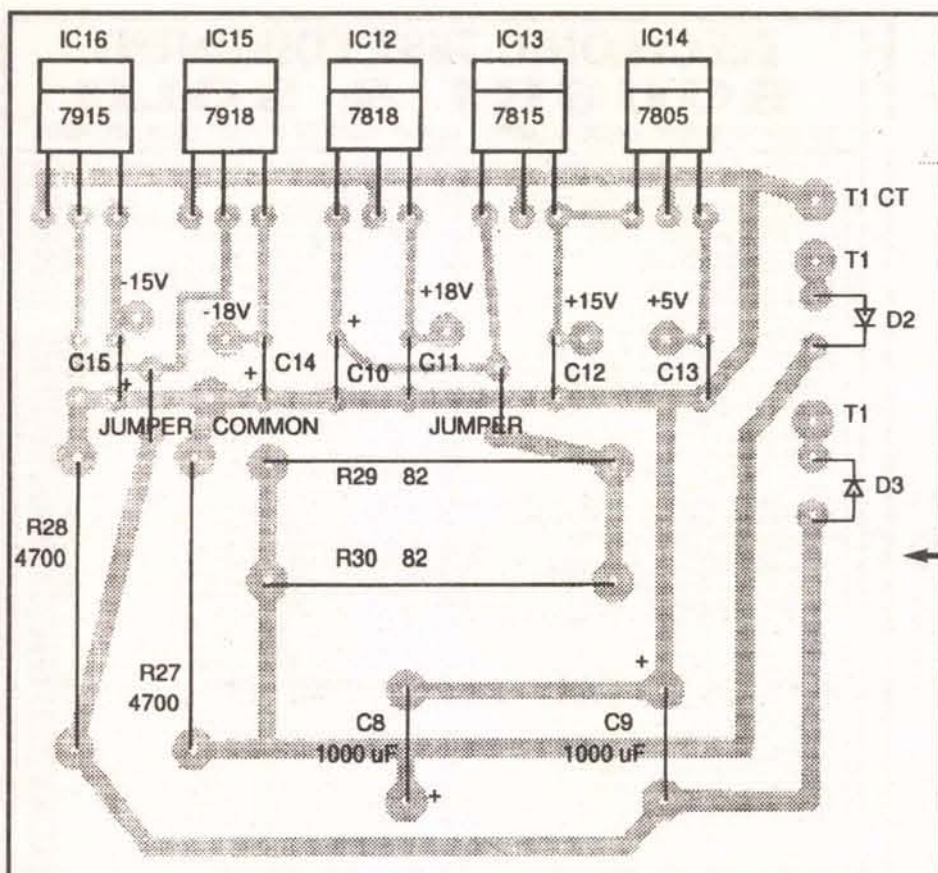 IC16 IC15 IC12 IC13 IC14
7915 7918 7818 7815 7805
T1 CT
T1
-15V
-18V
+
+18V
+15V
+5V
D2
C15
+
+
C14
C10
C11
C12
C13
T1
JUMPER COMMON JUMPER
R29 82
D3
R28
4700
R30 82
+
R27
4700
C8
1000 uF
C9
1000 uF
+